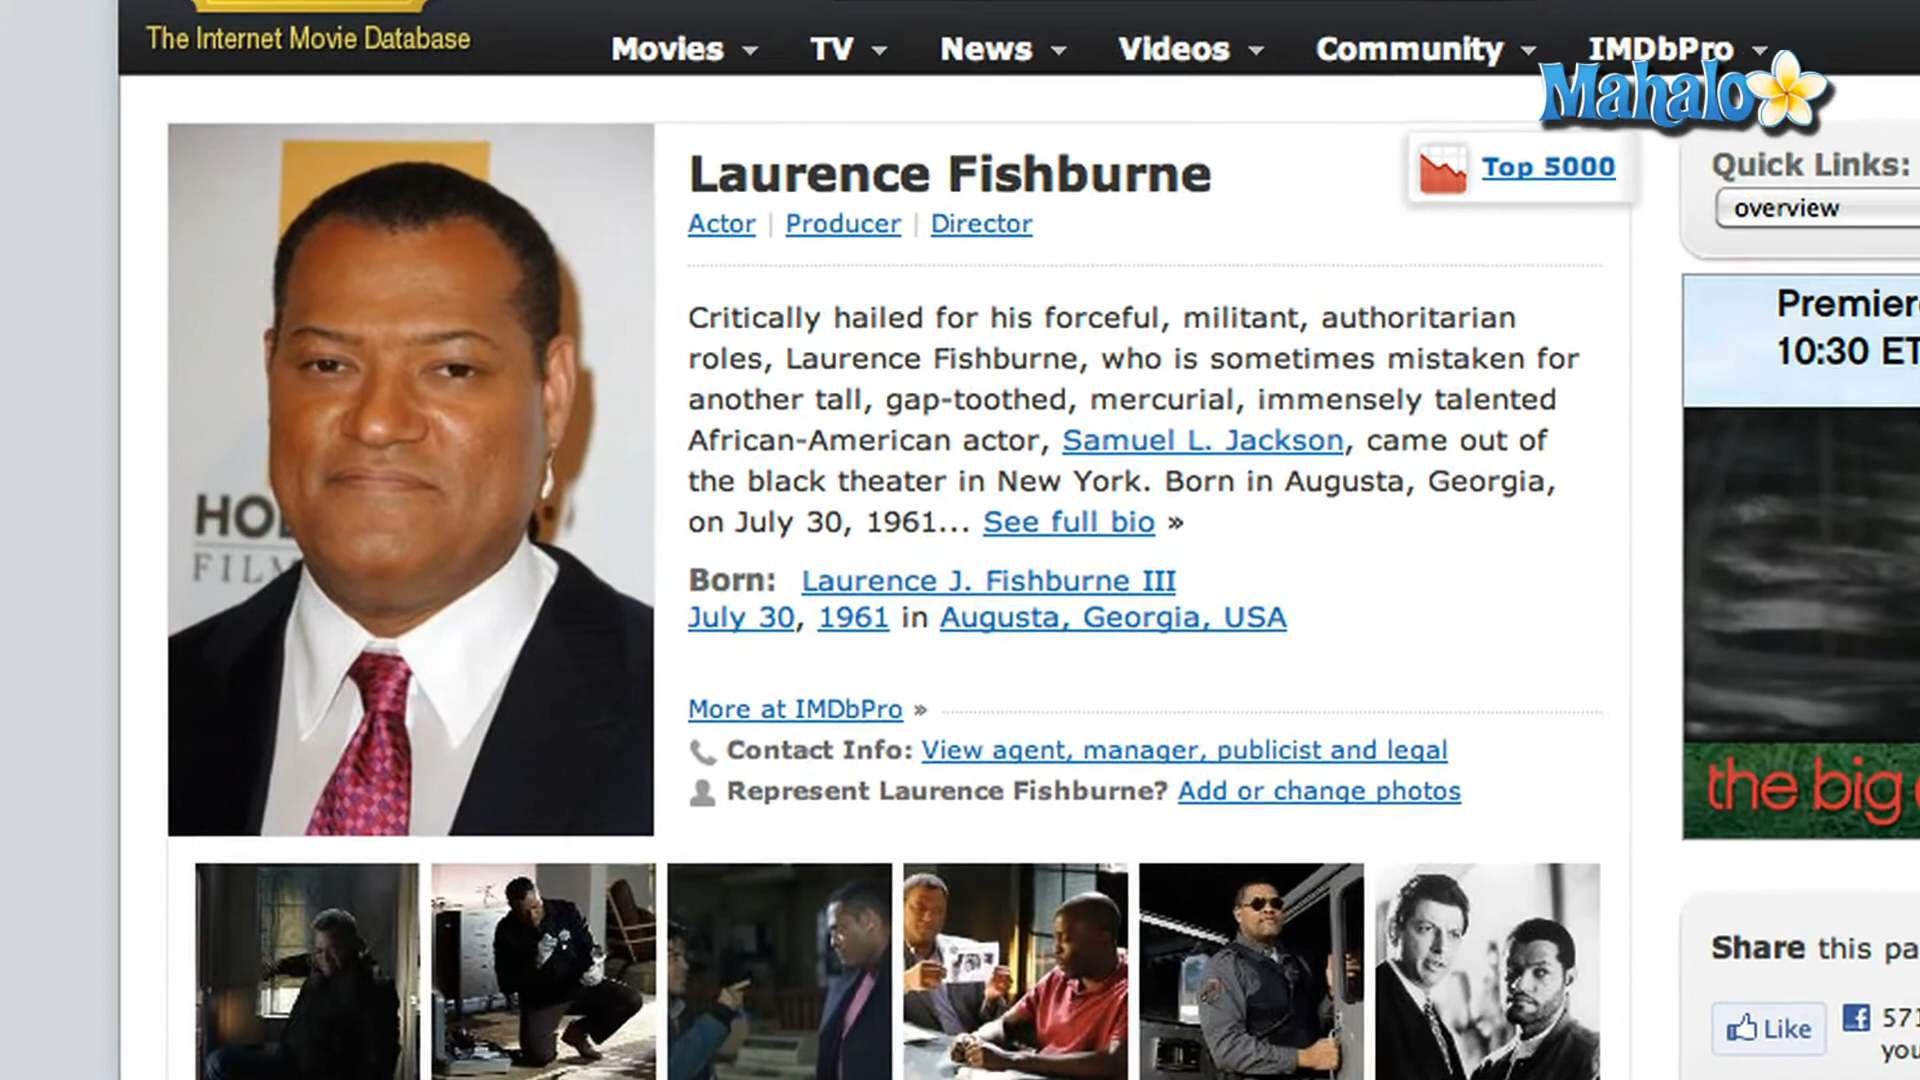 The Internet Movie Database
Movies TV News Videos Community IMDbPro
Mahalo
Laurence Fishburne
Top 5000
Quick Links:
overview
Actor | Producer | Director
Critically hailed for his forceful, militant, authoritarian
roles, Laurence Fishburne, who is sometimes mistaken for
another tall, gap-toothed, mercurial, immensely talented
African-American actor, Samuel L. Jackson, came out of
the black theater in New York. Born in Augusta, Georgia,
on July 30, 1961... See full bio »
Born: Laurence J. Fishburne III
July 30, 1961 in Augusta, Georgia, USA
More at IMDbPro »
Contact Info: View agent, manager, publicist and legal
Represent Laurence Fishburne? Add or change photos
10:30 ET
the big
Share this
Like